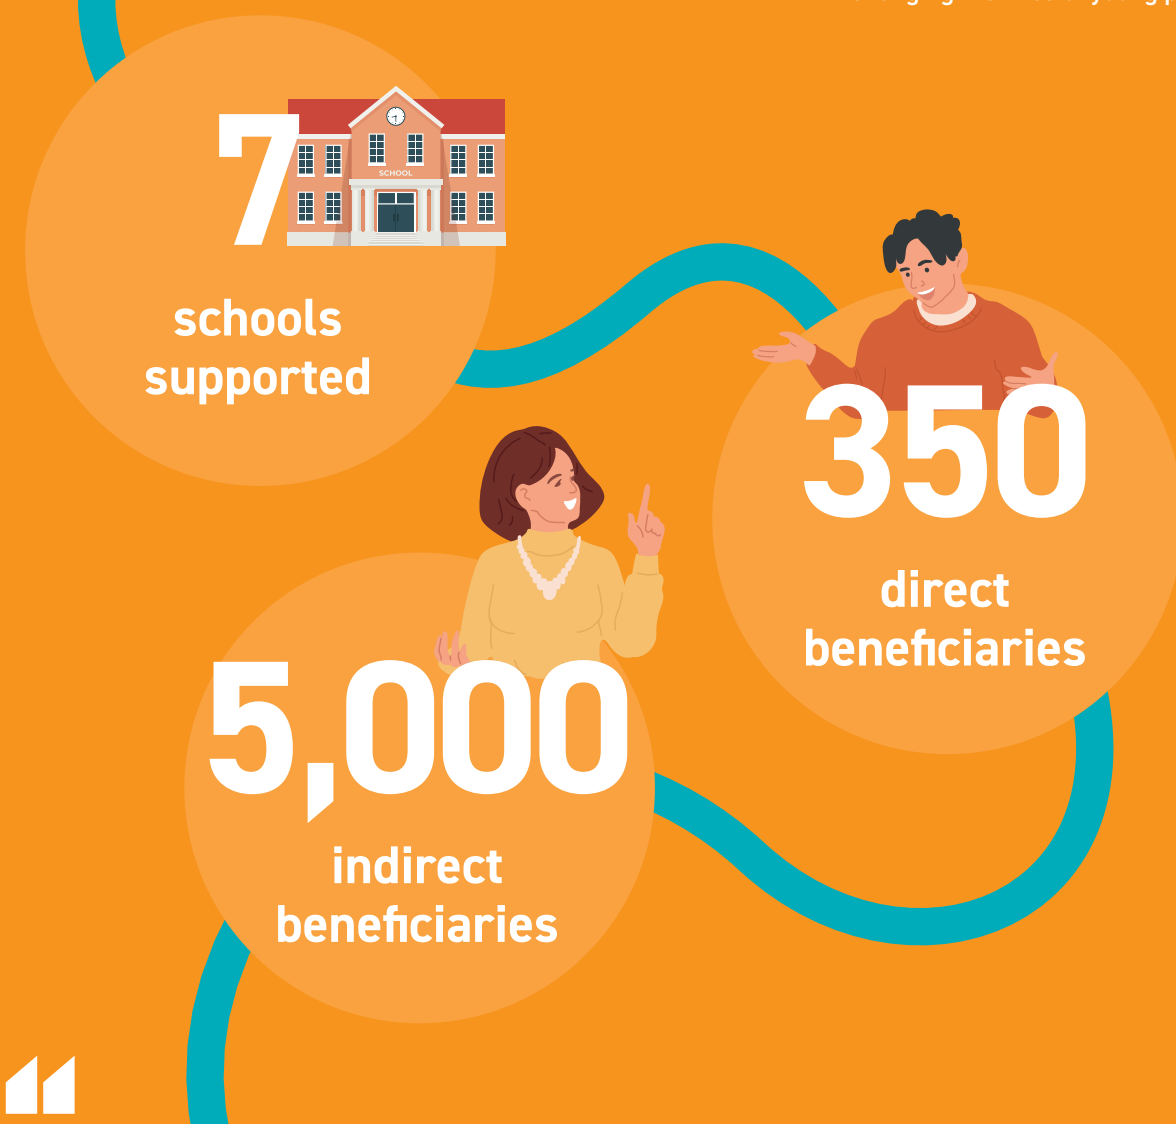 7
SCHOOL
schools
supported
350
direct
beneficiaries
5,000
indirect
beneficiaries
“